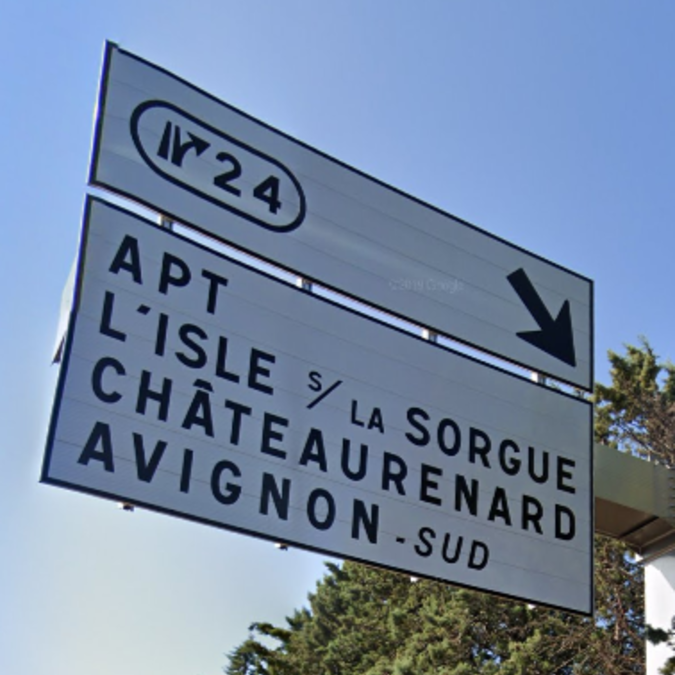 24
APT
L'ISLE S/ LA SORGUE
CHÂTEAURENARD
AVIGNON-SUD